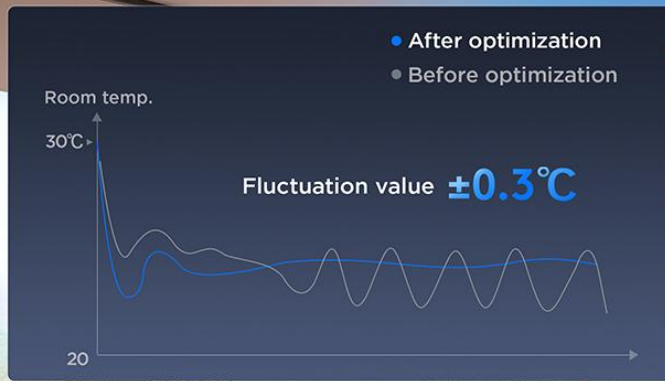 After optimization
Before optimization
Room temp.
30℃
Fluctuation value ±0.3℃
20